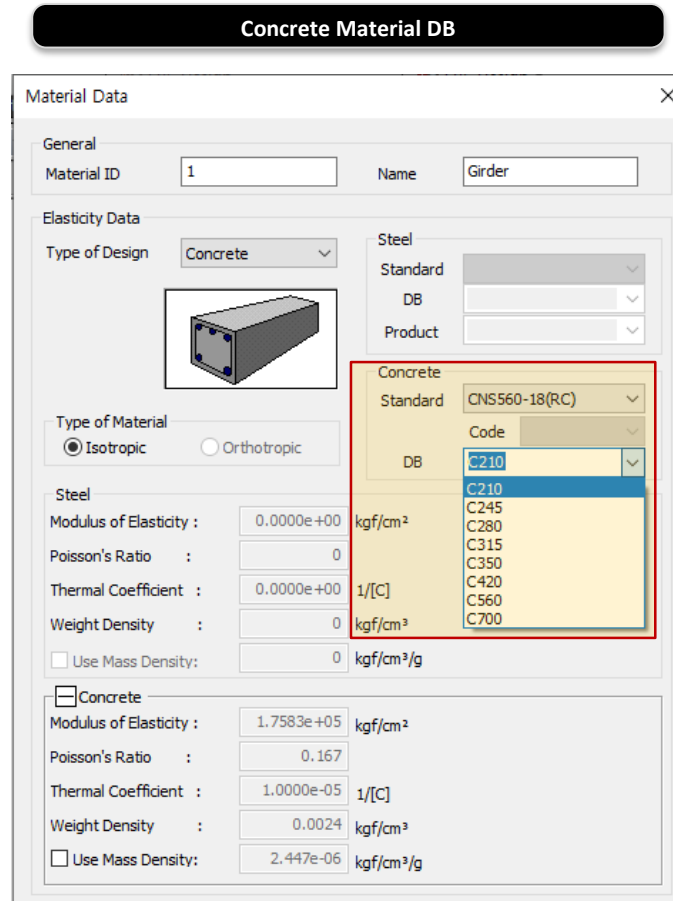 Concrete Material DB
Material Data
General
Material ID 1 Name Girder
Elasticity Data
Type of Design Concrete
Steel
Standard
DB
Product
Concrete
Standard CNS560-18(RC)
Code
DB C210
C210
C245
C280
C315
C350
C420
C560
C700
Type of Material
Isotropic Orthotropic
Steel
Modulus of Elasticity : 0.0000e+00 kgf/cm²
Poisson's Ratio : 0
Thermal Coefficient : 0.0000e+00 1/[C]
Weight Density : 0 kgf/cm³
Use Mass Density: 0 kgf/cm³/g
Concrete
Modulus of Elasticity : 1.7583e+05 kgf/cm²
Poisson's Ratio : 0.167
Thermal Coefficient : 1.0000e-05 1/[C]
Weight Density : 0.0024 kgf/cm³
Use Mass Density: 2.447e-06 kgf/cm³/g